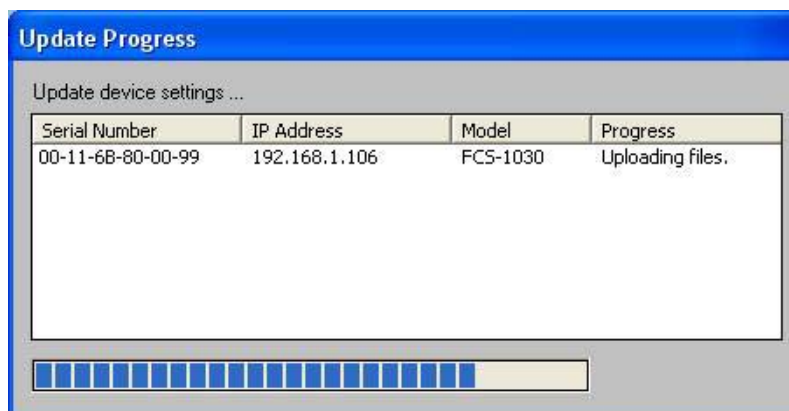 Update Progress
Update device settings ...
Serial Number IP Address Model Progress
00-11-6B-80-00-99 192.168.1.106 FCS-1030 Uploading files.